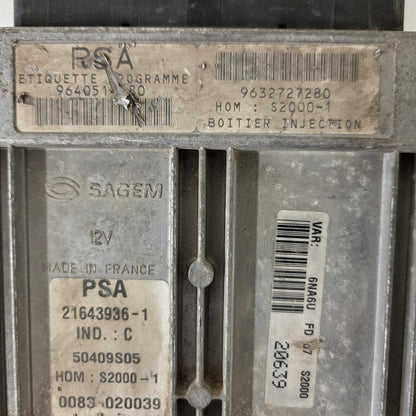 PSA
ETIQUETTE PROGRAMME
9632727280
HOM : S2000-1
BOITIER INJECTION
SAGEM
12V
MADE IN FRANCE
PSA
21643936-1
IND. : C
50409S05
HOM : S2000-1
0083 020039
VAR:
6NA6U FD 67 S2000
20639